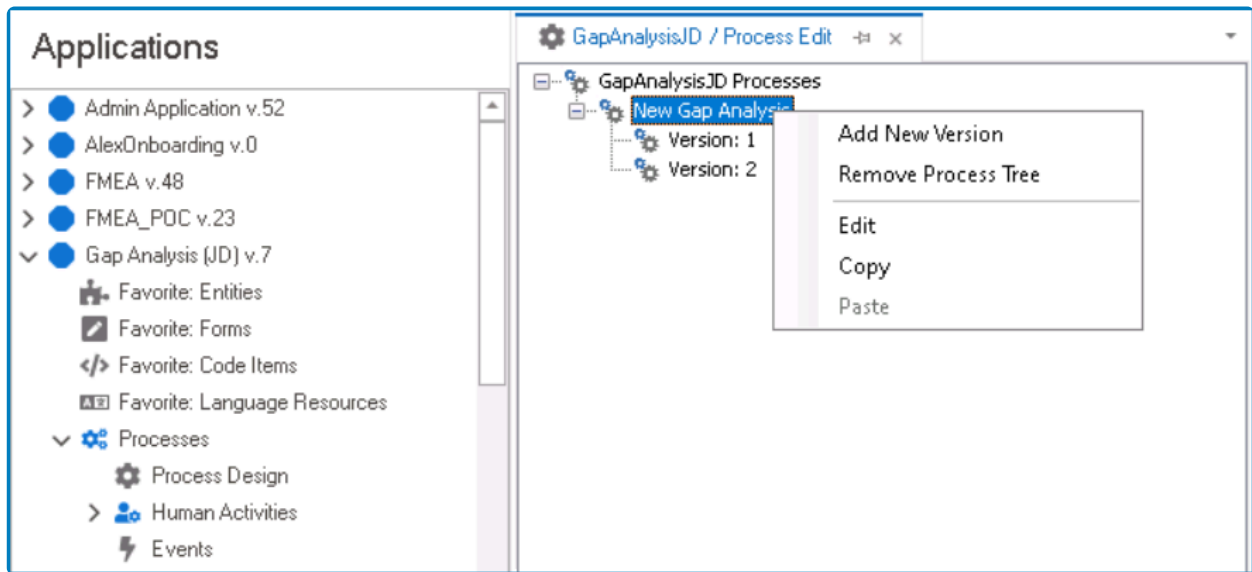 Applications
Admin Application v.52
AlexOnboarding v.0
FMEA v.48
FMEA_POC v.23
Gap Analysis (JD) v.7
Favorite: Entities
Favorite: Forms
Favorite: Code Items
Favorite: Language Resources
Processes
Process Design
Human Activities
Events
GapAnalysisJD / Process Edit
GapAnalysisJD Processes
New Gap Analysis
Version: 1
Version: 2
Add New Version
Remove Process Tree
Edit
Copy
Paste